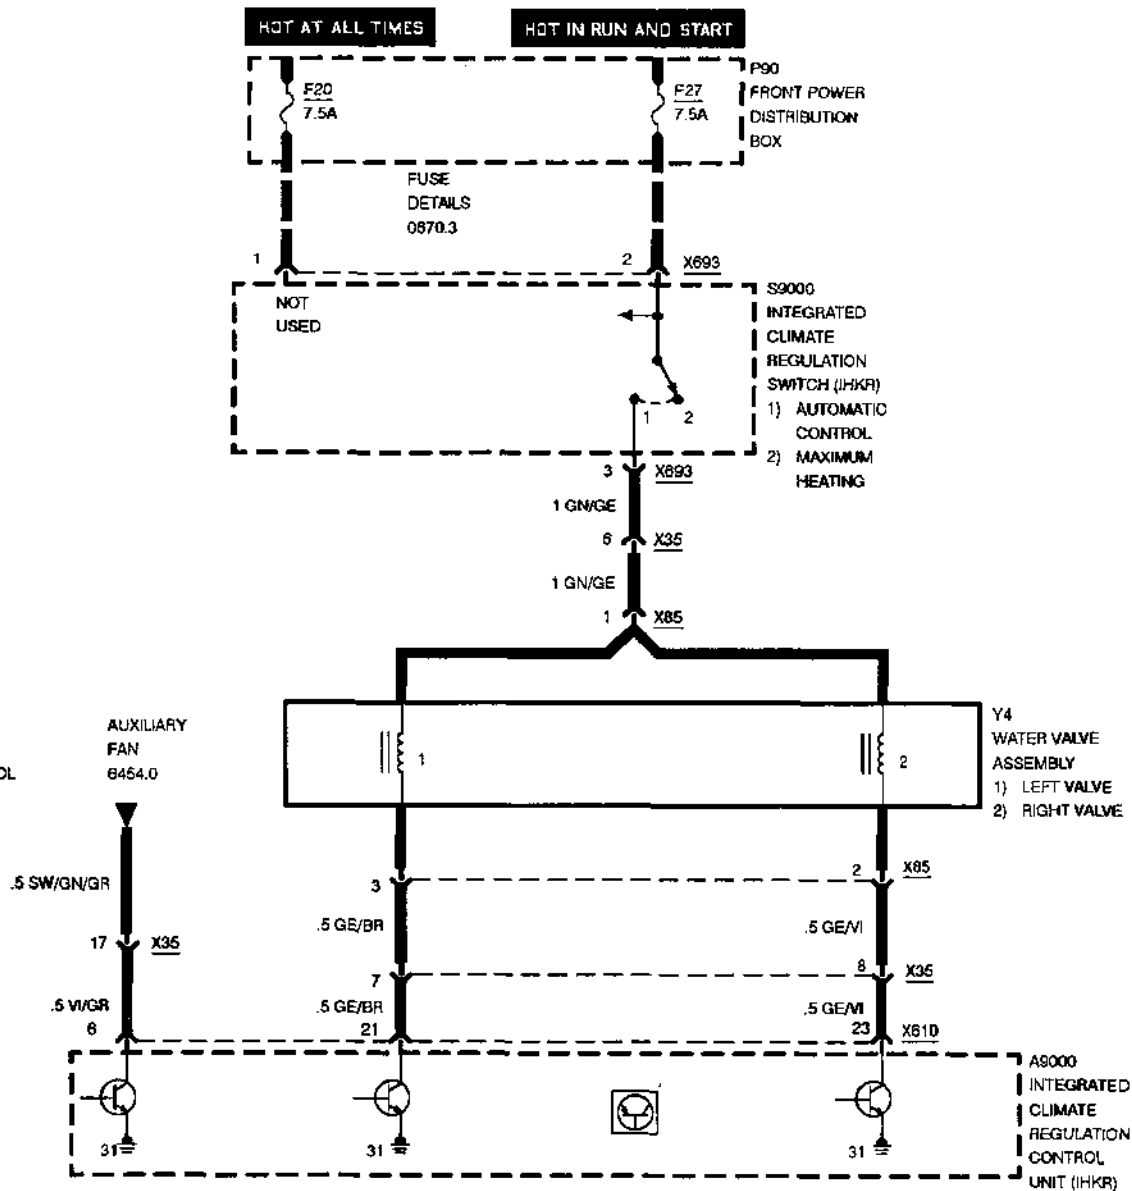 HOT AT ALL TIMES
HOT IN RUN AND START
F20
7.5A
F27
7.5A
P90
FRONT POWER
DISTRIBUTION
BOX
FUSE
DETAILS
0670.3
1
2
X693
NOT
USED
1
2
S9000
INTEGRATED
CLIMATE
REGULATION
SWITCH (IHKR)
1) AUTOMATIC
CONTROL
2) MAXIMUM
HEATING
3
X693
1 GN/GE
6
X35
1 GN/GE
1
X85
AUXILIARY
FAN
6454.0
OL
1
2
Y4
WATER VALVE
ASSEMBLY
1) LEFT VALVE
2) RIGHT VALVE
3
2
X85
.5 SW/GN/GR
.5 GE/BR
.5 GE/VI
17
X35
7
8
X35
.5 VI/GR
.5 GE/BR
.5 GE/VI
6
21
23
X610
31
31
31
A9000
INTEGRATED
CLIMATE
REGULATION
CONTROL
UNIT (IHKR)